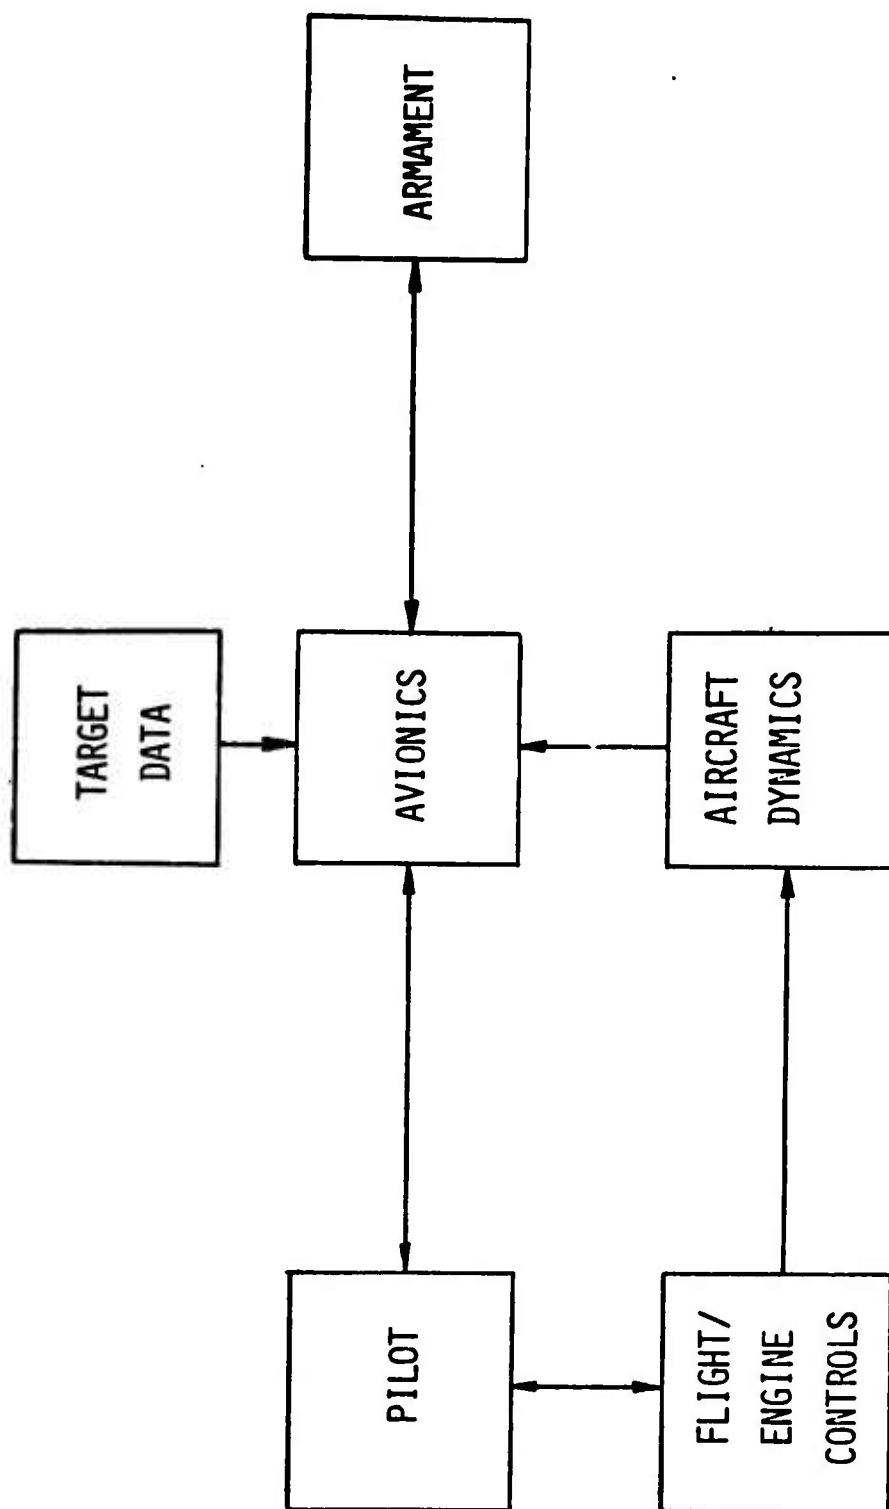 TARGET
DATA
PILOT
AVIONICS
ARMAMENT
FLIGHT/
ENGINE
CONTROLS
AIRCRAFT
DYNAMICS